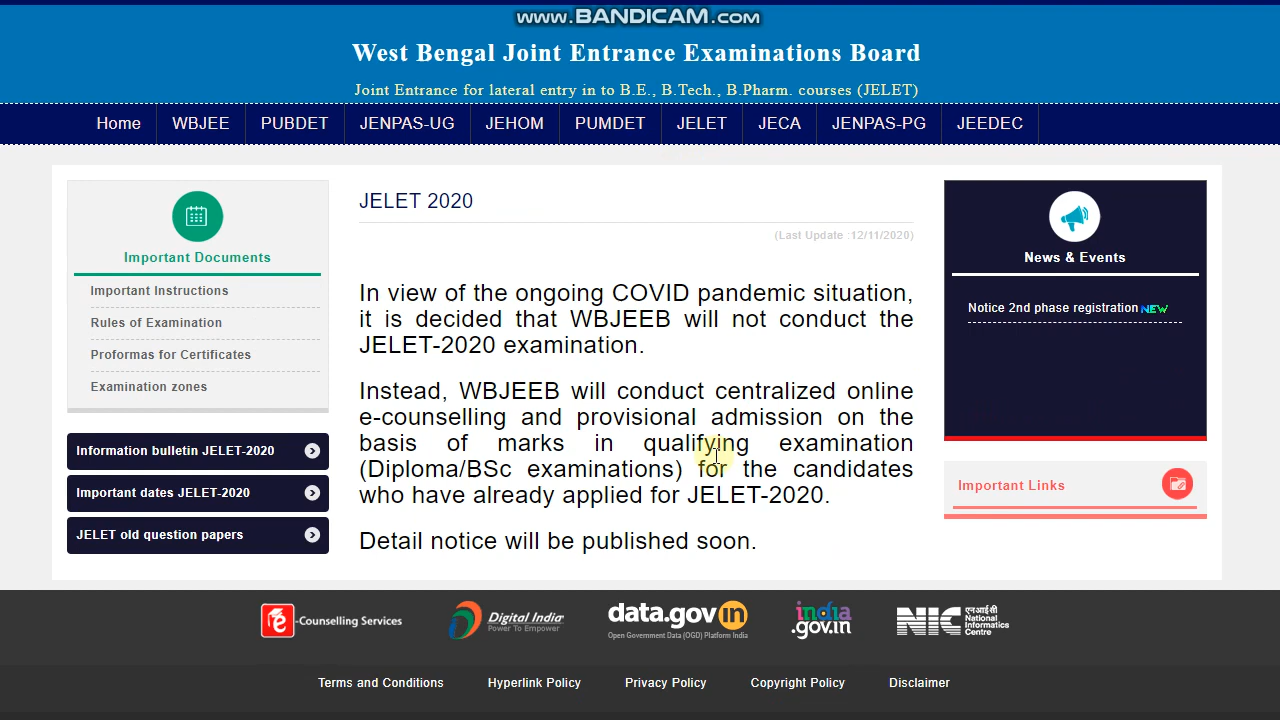 www.BANDICAM.com
West Bengal Joint Entrance Examinations Board
Joint Entrance for lateral entry in to B.E., B.Tech., B.Pharm. courses (JELET)
Home WBJEE PUBDET JENPAS-UG JEHOM PUMDET JELET JECA JENPAS-PG JEEDEC
Important Documents
Important Instructions
Rules of Examination
Proformas for Certificates
Examination zones
Information bulletin JELET-2020
Important dates JELET-2020
JELET old question papers
JELET 2020
(Last Update :12/11/2020)
In view of the ongoing COVID pandemic situation,
it is decided that WBJEEB will not conduct the
JELET-2020 examination.
Instead, WBJEEB will conduct centralized online
e-counselling and provisional admission on the
basis of marks in qualifying examination
(Diploma/BSc examinations) for the candidates
who have already applied for JELET-2020.
Detail notice will be published soon.
News & Events
Notice 2nd phase registration NEW
Important Links
e-Counselling Services
Digital India
Power To Empower
data.gov in
Open Government Data (OGD) Platform India
india
.gov.in
NIC
एनआईसी
National
Informatics
Centre
Terms and Conditions Hyperlink Policy Privacy Policy Copyright Policy Disclaimer